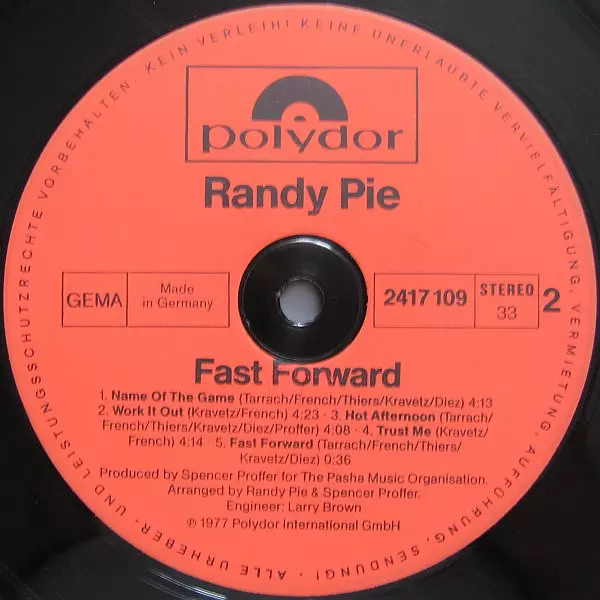 ALLE URHEBER- UND LEISTUNGSSCHUTZRECHTE VORBEHALTEN. KEIN VERLEIH! KEINE UNERLAUBTE VERVIELFÄLTIGUNG, VERMIETUNG, AUFFÜHRUNG, SENDUNG! ·
polydor
Randy Pie
GEMA
Made
in Germany
2417 109
STEREO
33
2
Fast Forward
1. Name Of The Game (Tarrach/French/Thiers/Kravetz/Diez) 4:13
2. Work It Out (Kravetz/French) 4:23 · 3. Hot Afternoon (Tarrach/
French/Thiers/Kravetz/Diez/Proffer) 4:08 · 4. Trust Me (Kravetz/
French) 4:14 · 5. Fast Forward (Tarrach/French/Thiers/
Kravetz/Diez) 0:36
Produced by Spencer Proffer for The Pasha Music Organisation.
Arranged by Randy Pie & Spencer Proffer.
Engineer: Larry Brown
℗ 1977 Polydor International GmbH